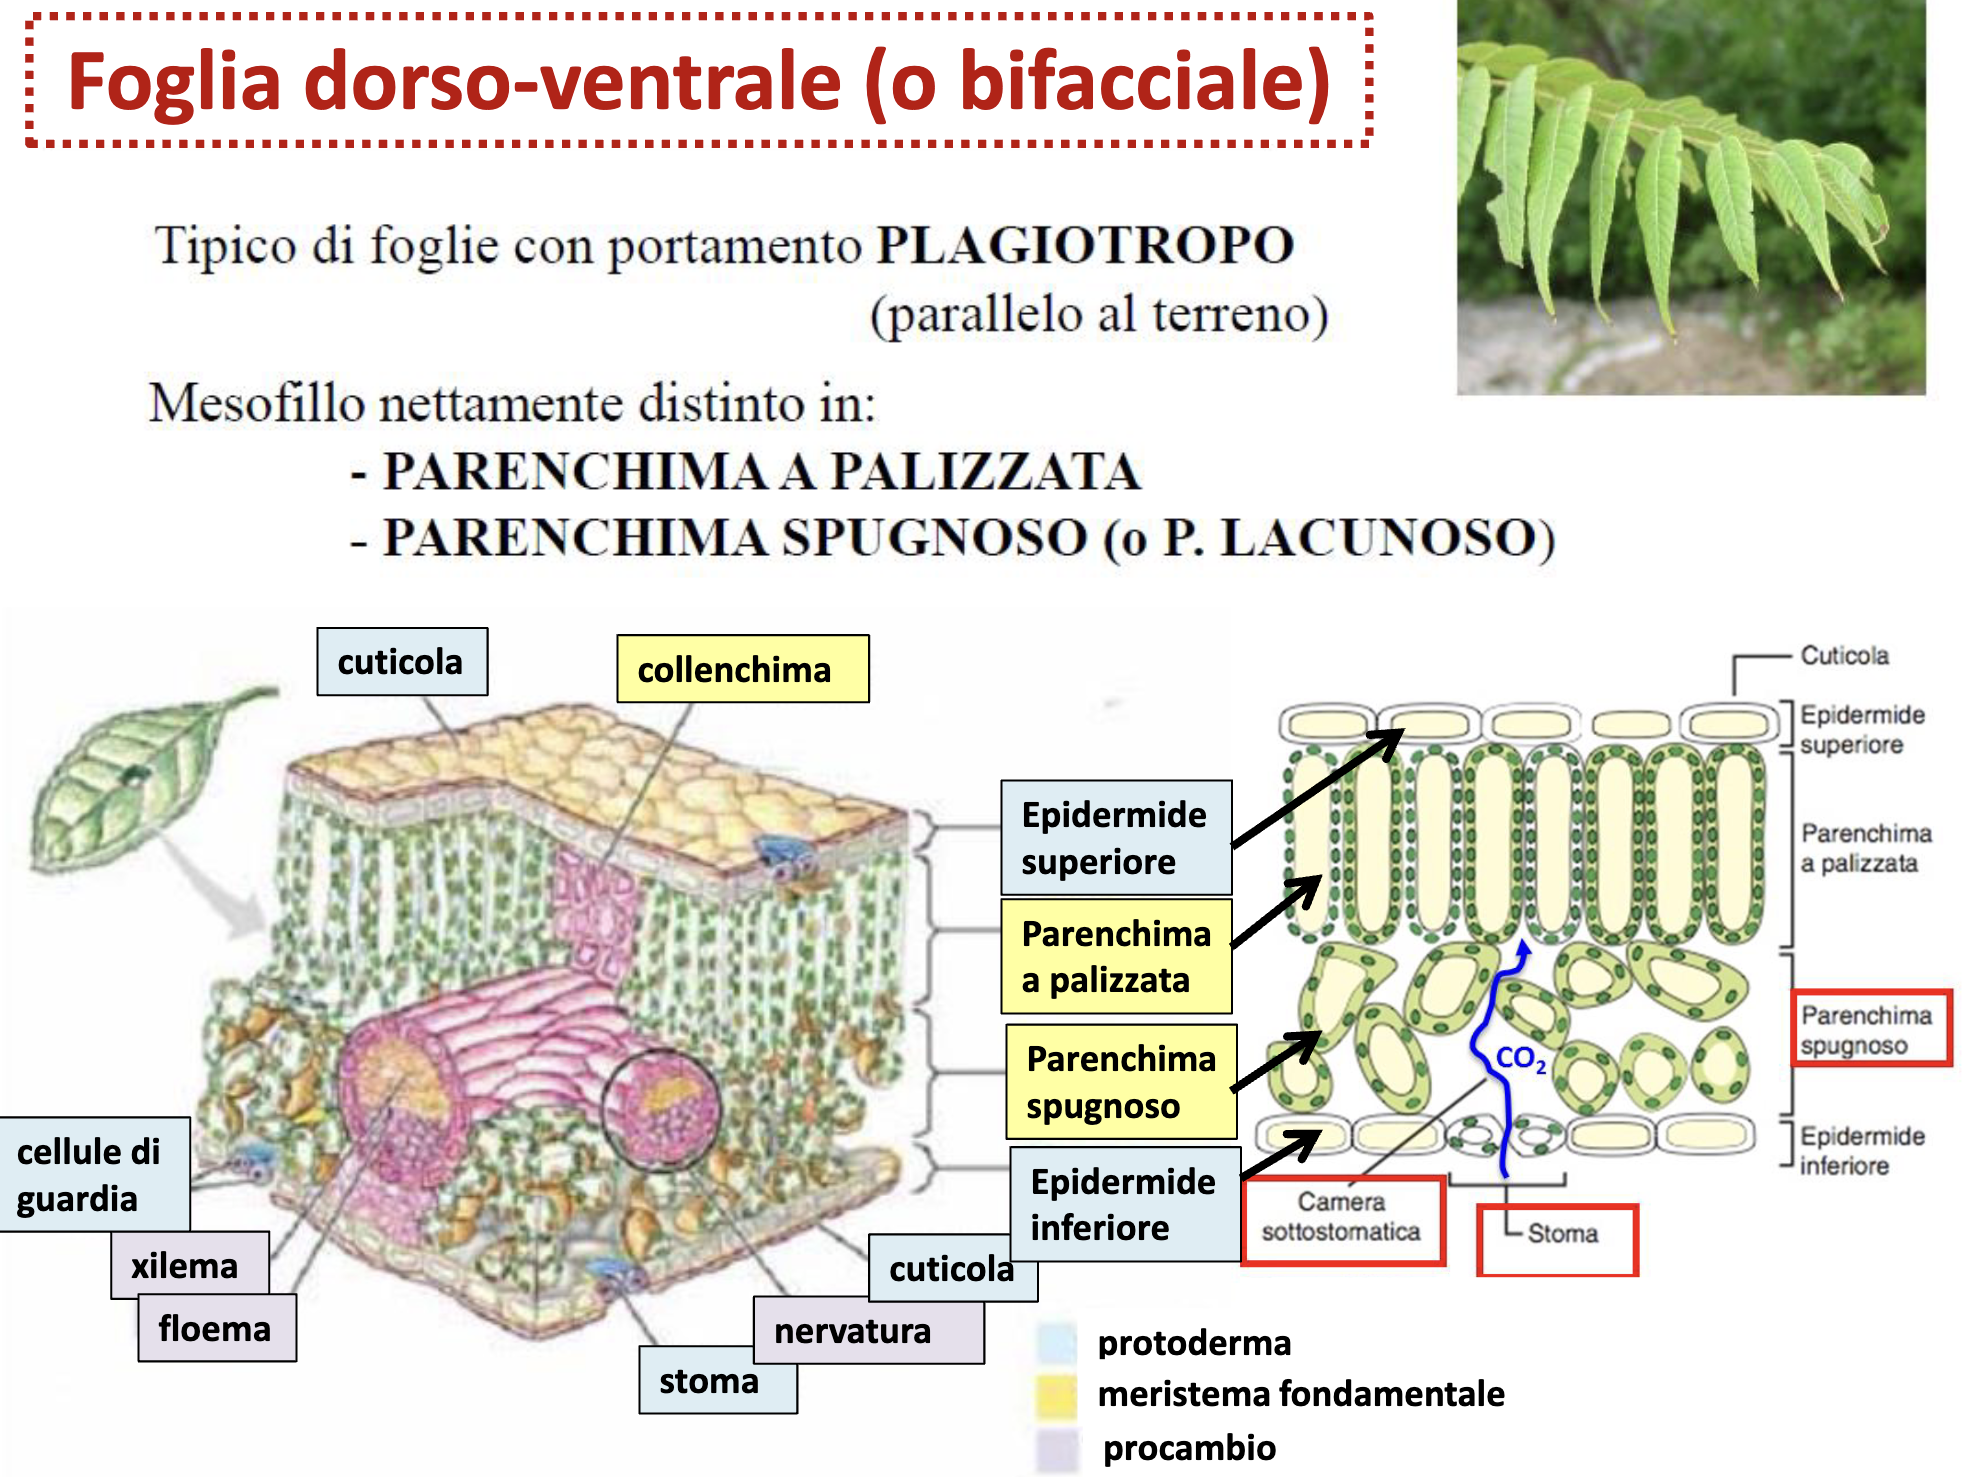 Foglia dorso-ventrale (o bifacciale)
Tipico di foglie con portamento PLAGIOTROPO
(parallelo al terreno)
Mesofillo nettamente distinto in:
- PARENCHIMA A PALIZZATA
- PARENCHIMA SPUGNOSO (o P. LACUNOSO)
cuticola
collenchima
Epidermide
superiore
Parenchima
a palizzata
Parenchima
spugnoso
Epidermide
inferiore
cellule di
guardia
xilema
floema
stoma
nervatura
cuticola
Cuticola
Epidermide
superiore
Parenchima
a palizzata
Parenchima
spugnoso
Epidermide
inferiore
CO₂
Camera
sottostomatica
Stoma
protoderma
meristema fondamentale
procambio